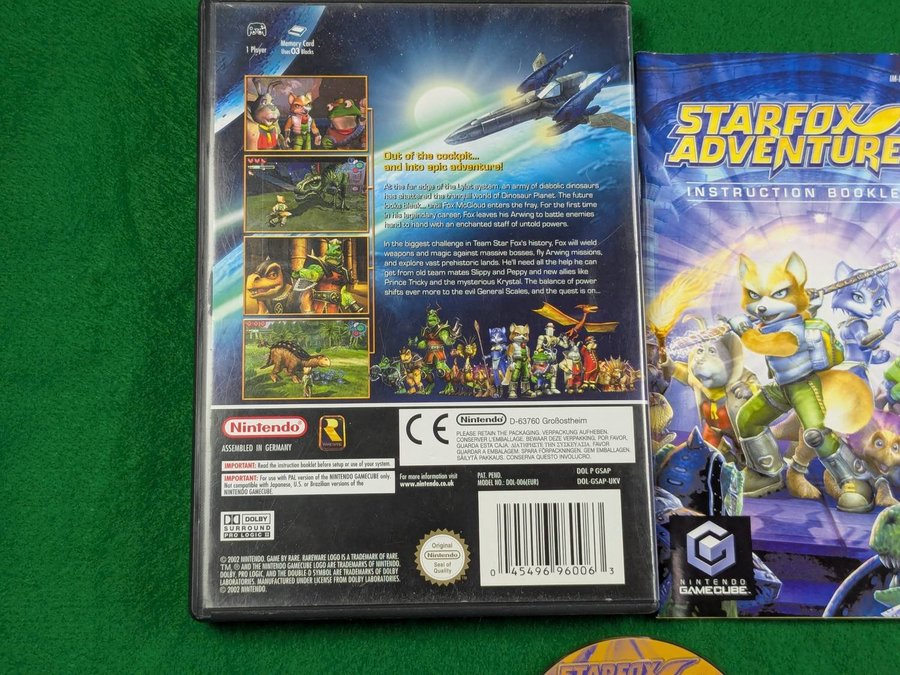 1 Player
Memory Card
Uses 03 Blocks
Out of the cockpit...
and into epic adventure!
At the far edge of the Lylat system, an army of diabolic dinosaurs
has shattered the tranquil world of Dinosaur Planet. The future
looks bleak... until Fox McCloud enters the fray. For the first time
in his legendary career, Fox leaves his Arwing to battle enemies
hand to hand with an enchanted staff of untold powers.
In the biggest challenge in Team Star Fox's history, Fox will wield
weapons and magic against massive bosses, fly Arwing missions,
and explore vast prehistoric lands. He'll need all the help he can
get from old team mates Slippy and Peppy and new allies like
Prince Tricky and the mysterious Krystal. The balance of power
shifts ever more to the evil General Scales, and the quest is on...
Nintendo
ASSEMBLED IN GERMANY
RAREWARE
CE
Nintendo D-63760 Großostheim
PLEASE RETAIN THE PACKAGING. VERPACKUNG AUFHEBEN.
CONSERVER L'EMBALLAGE. BEWAAR DEZE VERPAKKING. POR FAVOR,
GUARDA ESTA CAJA. ΔΙΑΤΗΡΗΣΤΕ ΤΗ ΣΥΣΚΕΥΑΣΙΑ. FAVOR
GUARDAR A EMBALAGEM. SPARA FÖRPACKNINGEN. GEM EMBALLAGEN.
SÄILYTÄ PAKKAUS. CONSERVA QUESTO INVOLUCRO.
IMPORTANT: Read the instruction booklet before setup or use of your system.
IMPORTANT: For use with PAL version of the NINTENDO GAMECUBE only.
Not compatible with Japanese, U.S. or Brazilian versions of the
NINTENDO GAMECUBE.
For more information visit
www.nintendo.co.uk
PAT. PEND.
MODEL NO.: DOL-006(EUR)
DOL P GSAP
DOL-GSAP-UKV
DOLBY
SURROUND
PRO LOGIC II
© 2002 NINTENDO. GAME BY RARE. RAREWARE LOGO IS A TRADEMARK OF RARE.
TM, ® AND THE NINTENDO GAMECUBE LOGO ARE TRADEMARKS OF NINTENDO.
DOLBY, PRO LOGIC, AND THE DOUBLE-D SYMBOL ARE TRADEMARKS OF DOLBY
LABORATORIES. MANUFACTURED UNDER LICENSE FROM DOLBY LABORATORIES.
© 2002 NINTENDO.
Original
Nintendo
Seal of
Quality
0 45496 96006 3
STARFOX
ADVENTURE
INSTRUCTION BOOKLE
NINTENDO
GAMECUBE
STARFOX